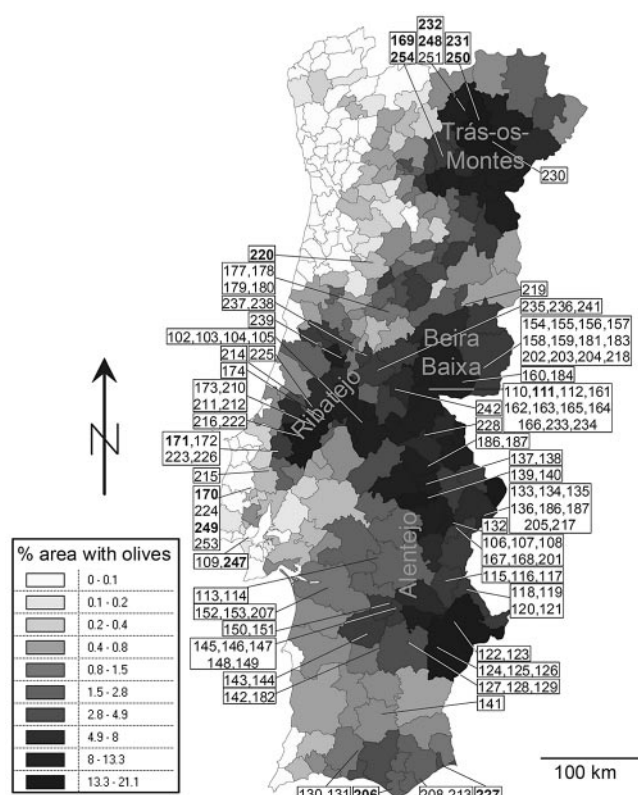 232
169 248 231
254 251 250
Trás-os-
Montes
230
220
177,178
179,180
237,238
239
102,103,104,105
214 225
174
173,210
211,212
216,222
171,172
223,226
215
170
224
249
253
109,247
Ribatejo
219
235,236,241
154,155,156,157
158,159,181,183
202,203,204,218
Beira
Baixa
160,184
110,111,112,161
242 162,163,165,164
228 166,233,234
186,187
137,138
139,140
133,134,135
136,186,187
132 205,217
106,107,108
167,168,201
115,116,117
118,119
120,121
Alentejo
113,114
152,153,207
150,151
145,146,147
148,149
143,144
142,182
122,123
124,125,126
127,128,129
141
130,131 206 208,213 227
N
% area with olives
0 - 0.1
0.1 - 0.2
0.2 - 0.4
0.4 - 0.8
0.8 - 1.5
1.5 - 2.8
2.8 - 4.9
4.9 - 8
8 - 13.3
13.3 - 21.1
100 km